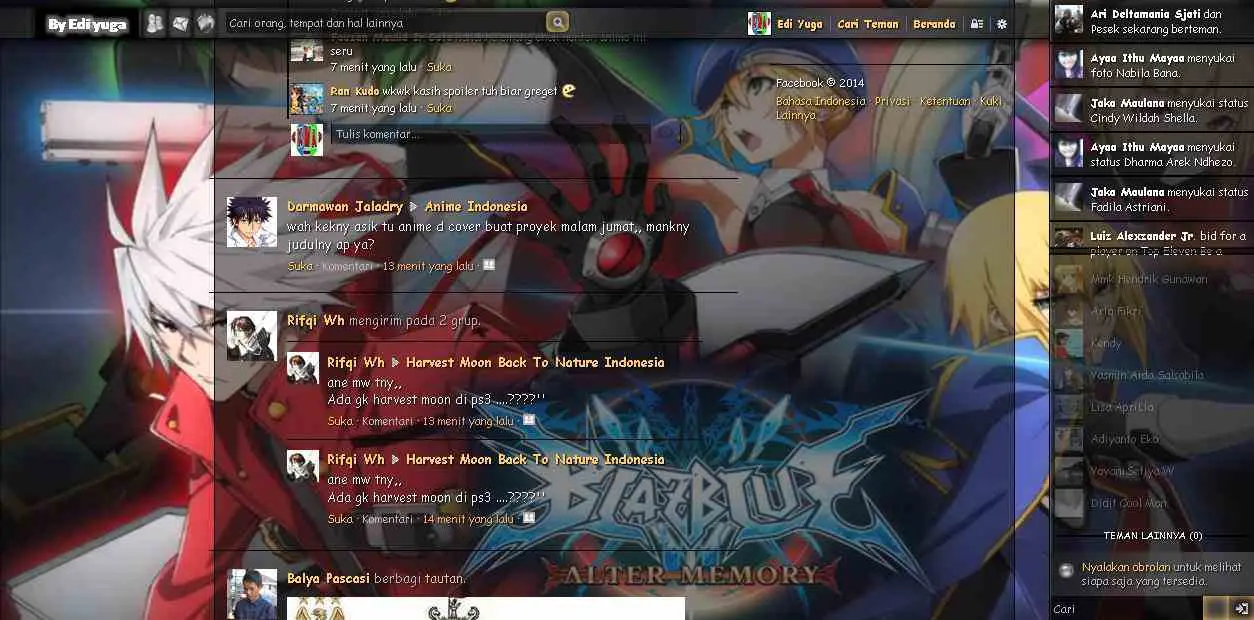 By Edi yuga
Cari orang, tempat dan hal lainnya
Edi Yuga
Cari Teman
Beranda
seru
7 menit yang lalu · Suka
Ran Kudo wkwk kasih spoiler tuh biar greget
7 menit yang lalu · Suka
Tulis komentar...
Darmawan Jaladry ▶ Anime Indonesia
wah kekny asik tu anime d cover buat proyek malam jumat,, mankny
judulny ap ya?
Suka · Komentari · 13 menit yang lalu ·
Rifqi Wh mengirim pada 2 grup.
Rifqi Wh ▶ Harvest Moon Back To Nature Indonesia
ane mw tny,,
Ada gk harvest moon di ps3 ....????''
Suka · Komentari · 13 menit yang lalu ·
Rifqi Wh ▶ Harvest Moon Back To Nature Indonesia
ane mw tny,,
Ada gk harvest moon di ps3 ....????''
Suka · Komentari · 14 menit yang lalu ·
Balya Pascasi berbagi tautan.
Facebook © 2014
Bahasa Indonesia · Privasi · Ketentuan · Kuki ·
Lainnya
BLAZBLUE
ALTER MEMORY
Ari Deltamania Sjati dan
Pesek sekarang berteman.
Ayaa Ithu Mayaa menyukai
foto Nabila Bana.
Jaka Maulana menyukai status
Cindy Wildah Shella.
Ayaa Ithu Mayaa menyukai
status Dharma Arek Ndhezo.
Jaka Maulana menyukai status
Fadila Astriani.
Luiz Alexzander Jr. bid for a
player on Top Eleven Be a
Mmk Hendrik Gunawan
Arlq Fikri
Kendy
Yasmin Aida Salsabila
Lisa Aprilia
Adiyanto Eko
Yovani Setiya W
Didit Cool Man
TEMAN LAINNYA (0)
Nyalakan obrolan untuk melihat
siapa saja yang tersedia.
Cari